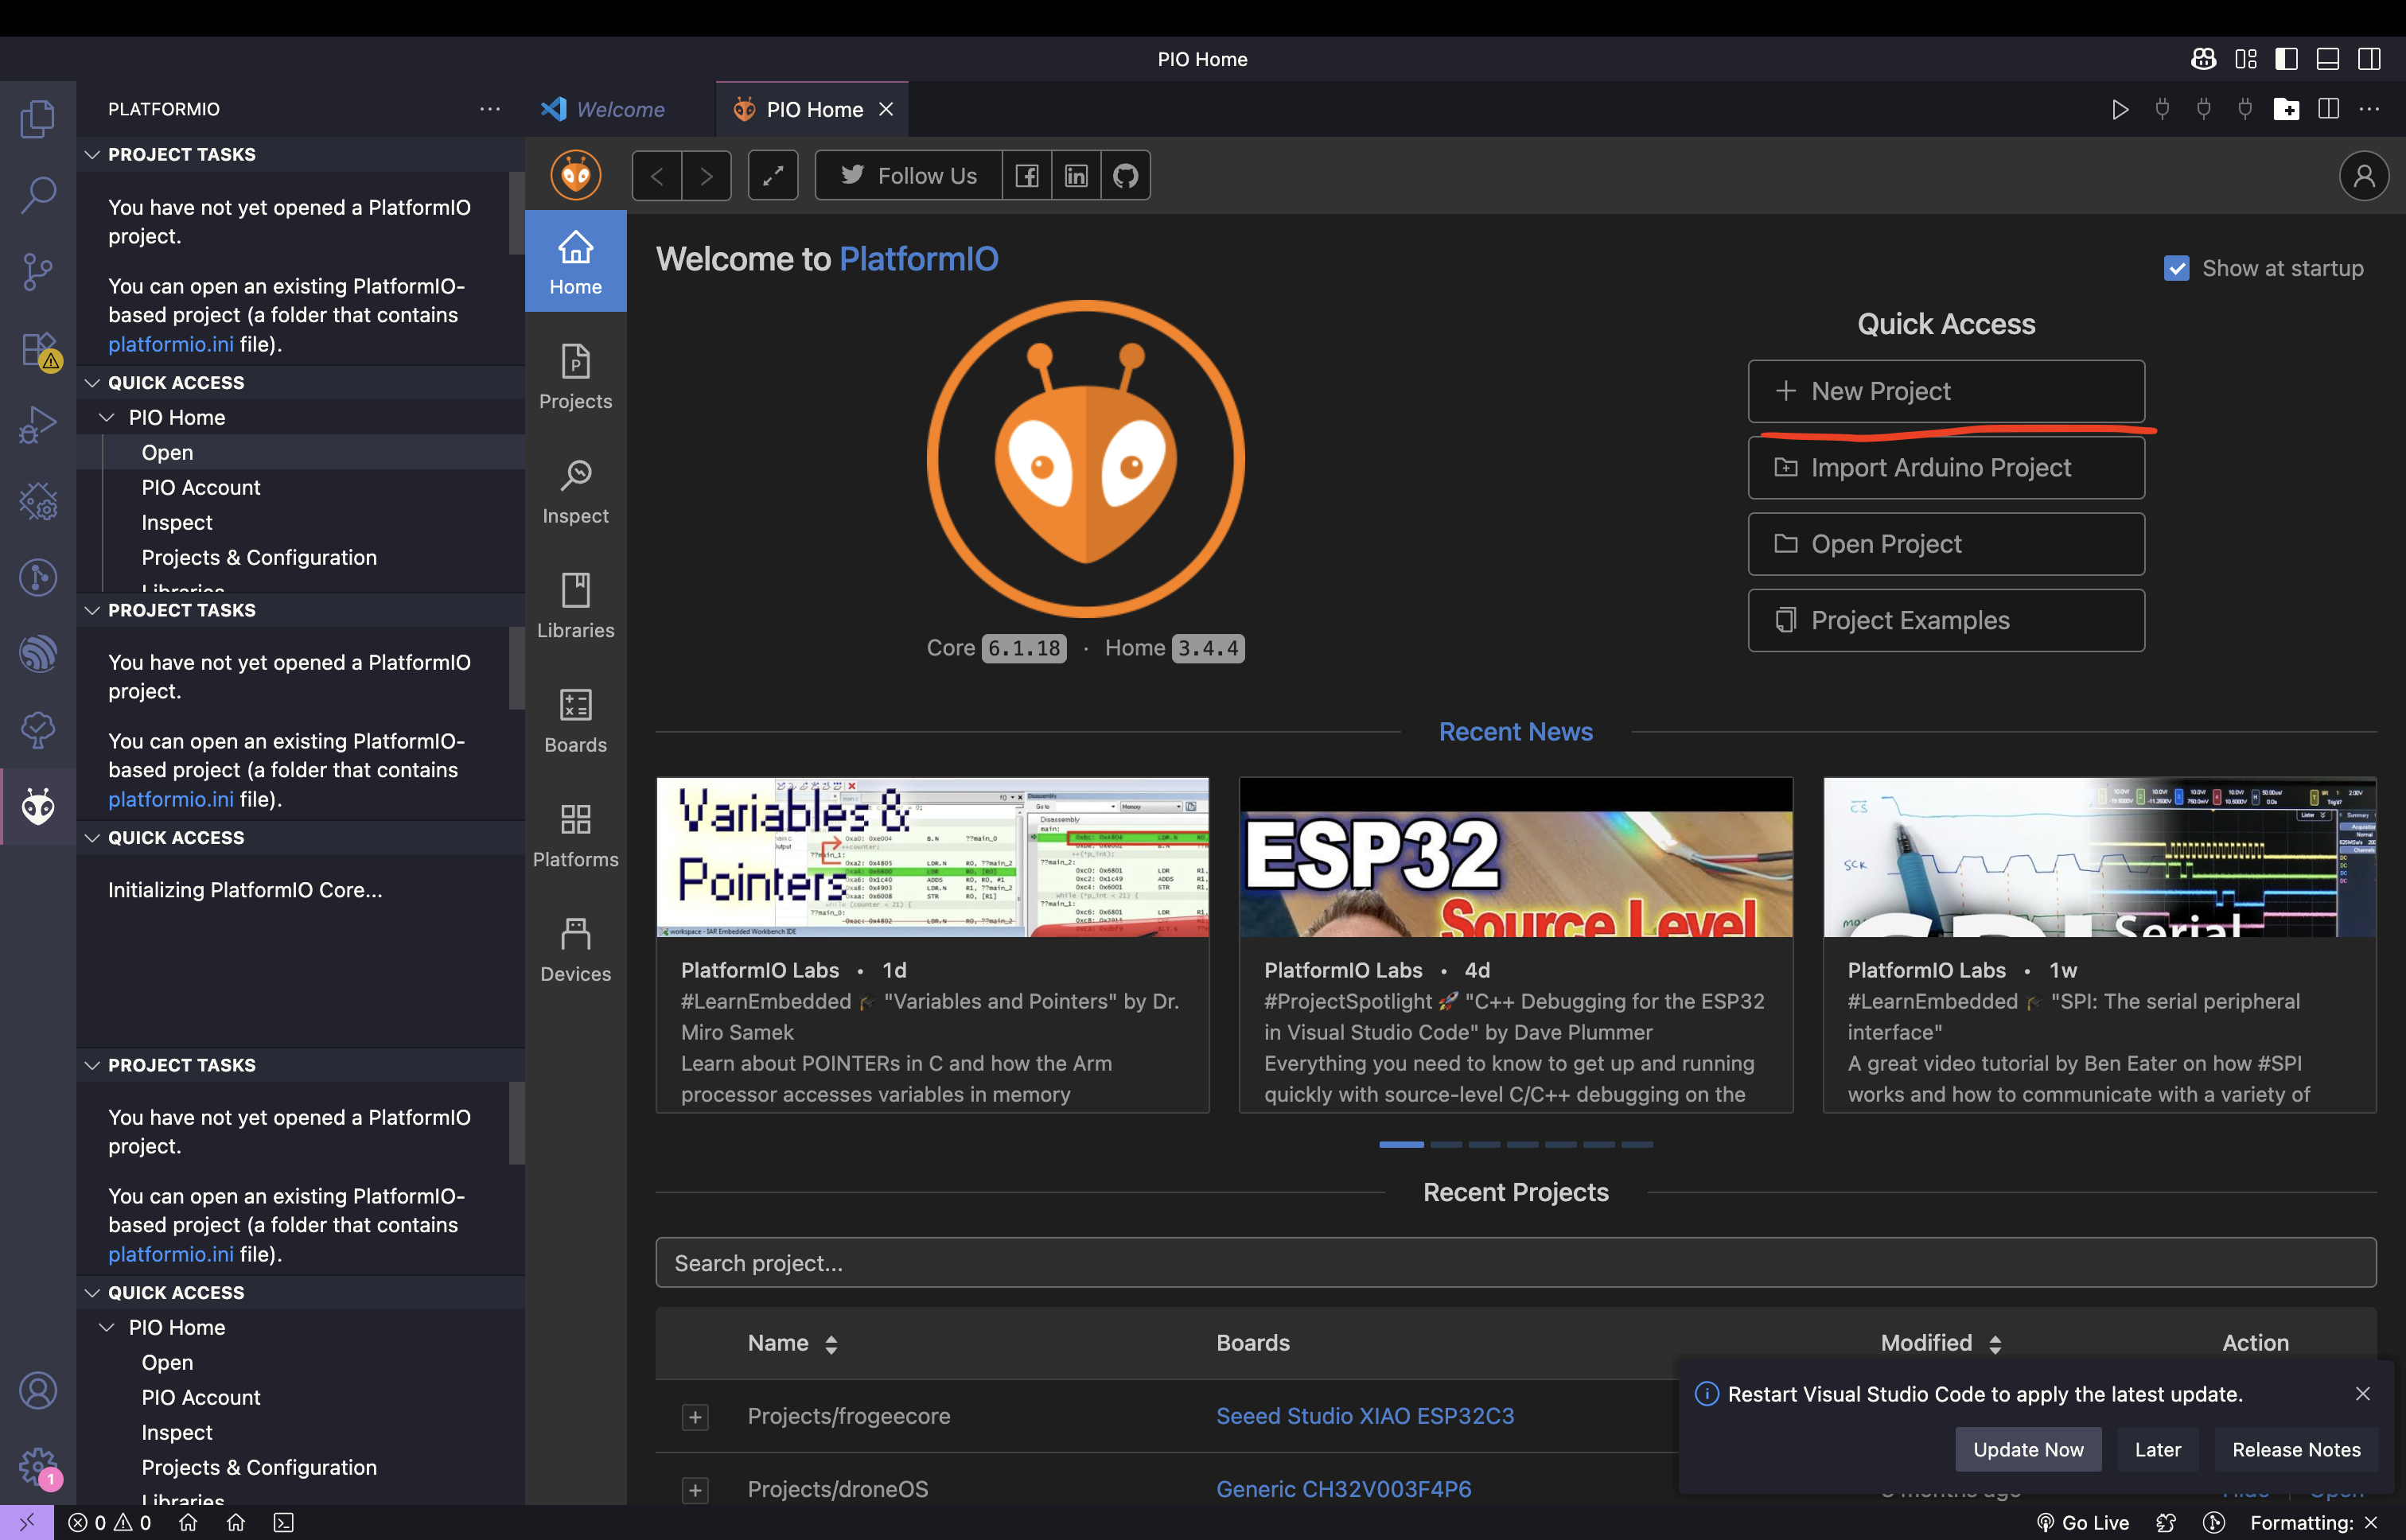 PIO Home
PLATFORMIO
Welcome
PIO Home
PROJECT TASKS
You have not yet opened a PlatformIO
project.
You can open an existing PlatformIO-
based project (a folder that contains
platformio.ini file).
QUICK ACCESS
PIO Home
Open
PIO Account
Inspect
Projects & Configuration
Libraries
PROJECT TASKS
You have not yet opened a PlatformIO
project.
You can open an existing PlatformIO-
based project (a folder that contains
platformio.ini file).
QUICK ACCESS
Initializing PlatformIO Core...
PROJECT TASKS
You have not yet opened a PlatformIO
project.
You can open an existing PlatformIO-
based project (a folder that contains
platformio.ini file).
QUICK ACCESS
PIO Home
Open
PIO Account
Inspect
Projects & Configuration
Libraries
1
Follow Us
Home
Projects
Inspect
Libraries
Boards
Platforms
Devices
Welcome to PlatformIO
Show at startup
Core 6.1.18 · Home 3.4.4
Quick Access
New Project
Import Arduino Project
Open Project
Project Examples
Recent News
Variables &
Pointers
PlatformIO Labs • 1d
#LearnEmbedded 🎓 "Variables and Pointers" by Dr.
Miro Samek
Learn about POINTERs in C and how the Arm
processor accesses variables in memory
ESP32
Source Level
PlatformIO Labs • 4d
#ProjectSpotlight 🚀 "C++ Debugging for the ESP32
in Visual Studio Code" by Dave Plummer
Everything you need to know to get up and running
quickly with source-level C/C++ debugging on the
CS
SCK
SPI Serial
PlatformIO Labs • 1w
#LearnEmbedded 🎓 "SPI: The serial peripheral
interface"
A great video tutorial by Ben Eater on how #SPI
works and how to communicate with a variety of
Recent Projects
Search project...
Name Boards Modified Action
Projects/frogeecore Seeed Studio XIAO ESP32C3
Projects/droneOS Generic CH32V003F4P6
Restart Visual Studio Code to apply the latest update.
Update Now Later Release Notes
0 0
Go Live
Formatting: ×